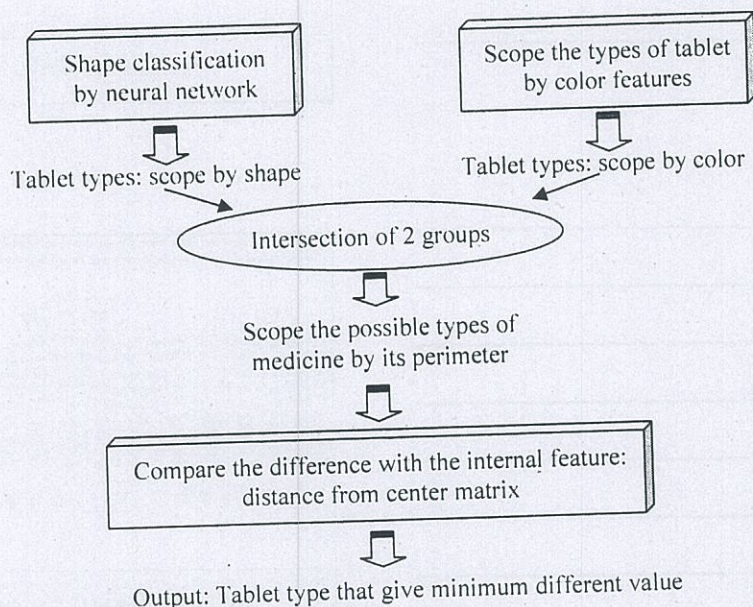 Shape classification
by neural network
Scope the types of tablet
by color features
Tablet types: scope by shape
Tablet types: scope by color
Intersection of 2 groups
Scope the possible types of
medicine by its perimeter
Compare the difference with the internal feature:
distance from center matrix
Output: Tablet type that give minimum different value